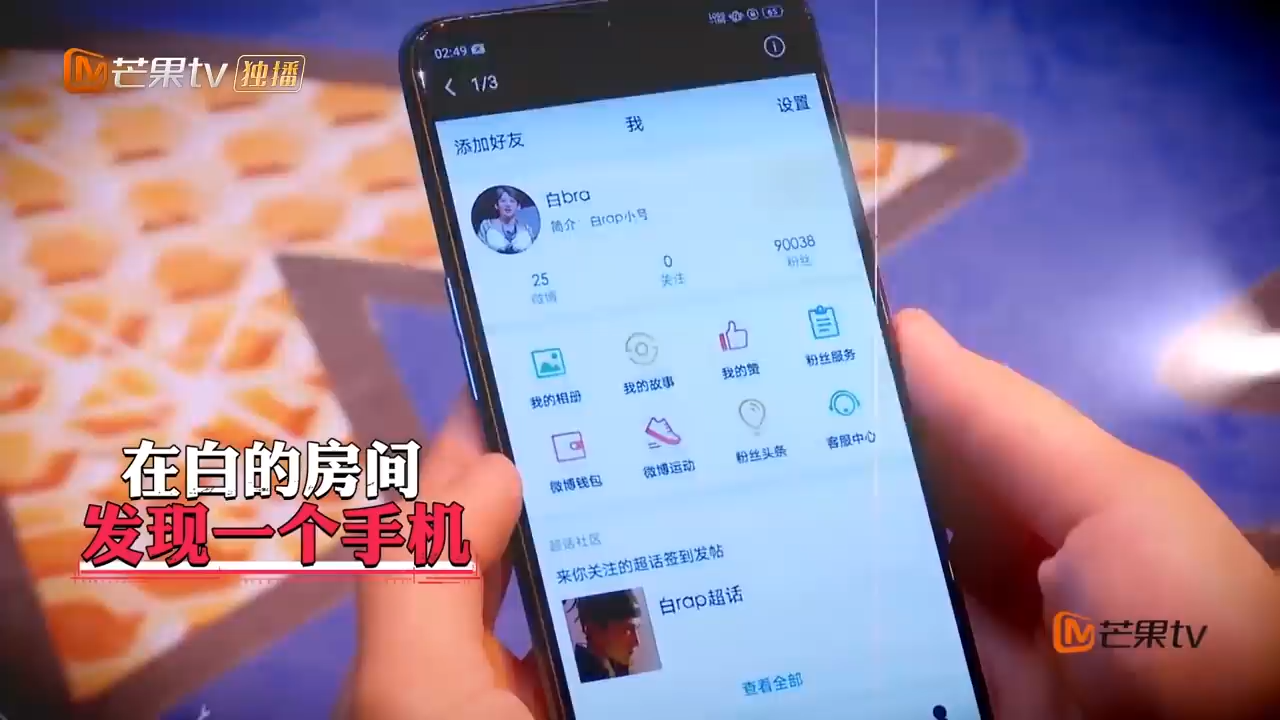 芒果tv 独播
02:49
65
1/3
添加好友 我 设置
白bra
简介：白rap小号
25 0 90038
微博 关注 粉丝
我的相册 我的故事 我的赞 粉丝服务
微博钱包 微博运动 粉丝头条 客服中心
超话社区
来你关注的超话签到发帖
白rap超话
查看全部
在白的房间
发现一个手机
芒果tv